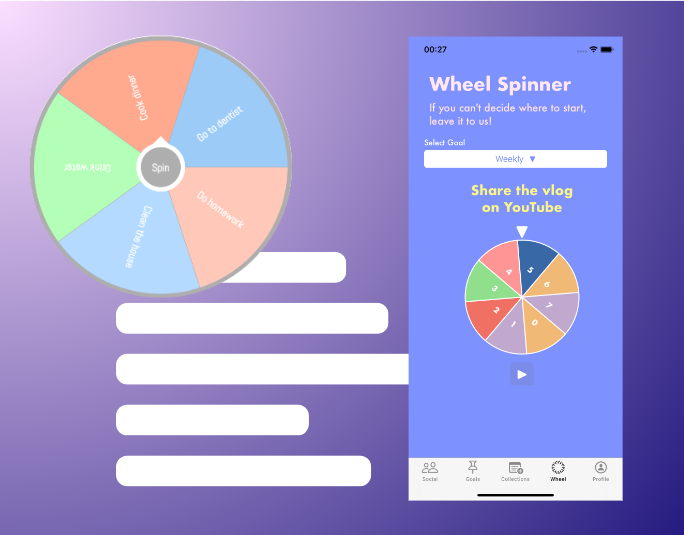 Cook dinner
Go to dentist
Drink water
Spin
Do homework
Clean the house
00:27
Wheel Spinner
If you can't decide where to start,
leave it to us!
Select Goal
Weekly ▼
Share the vlog
on YouTube
4
5
6
3
7
2
1
0
Social
Goals
Collections
Wheel
Profile